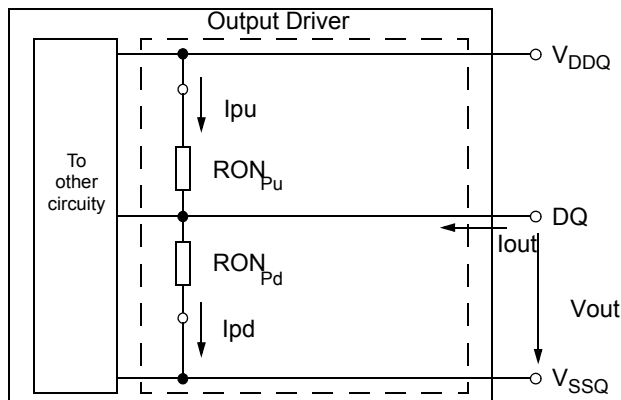 Output Driver
VDDQ
Ipu
To
other
circuity
RONPu
DQ
Iout
RONPd
Vout
Ipd
VSSQ